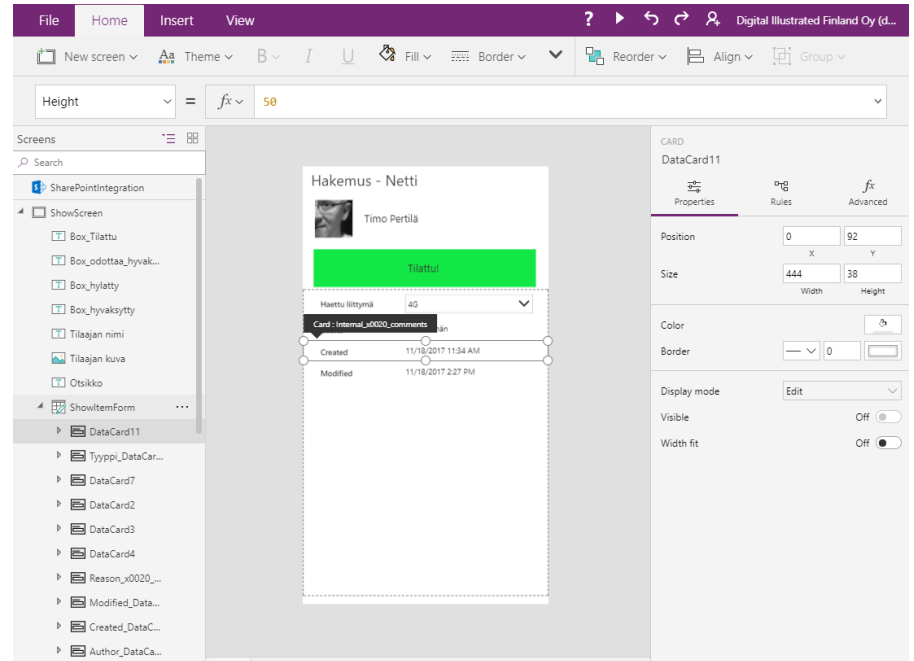 File Home Insert View ? Digital Illustrated Finland Oy (d...
New screen Aa Theme B I U Fill Border Reorder Align Group
Height = fx 50
Screens
Search
SharePointIntegration
ShowScreen
Box_Tilattu
Box_odottaa_hyvak...
Box_hylatty
Box_hyvaksytty
Tilaajan nimi
Tilaajan kuva
Otsikko
ShowItemForm ...
DataCard11
Tyyppi_DataCar...
DataCard7
DataCard2
DataCard3
DataCard4
Reason_x0020_...
Modified_Data...
Created_DataC...
Author_DataCa...
Hakemus - Netti
Timo Pertilä
Tilattu!
Haettu liittymä 4G
Card : Internal_x0020_comments
Created 11/18/2017 11:34 AM
Modified 11/18/2017 2:27 PM
CARD
DataCard11
Properties Rules fx Advanced
Position 0 92
X Y
Size 444 38
Width Height
Color
Border 0
Display mode Edit
Visible Off
Width fit Off